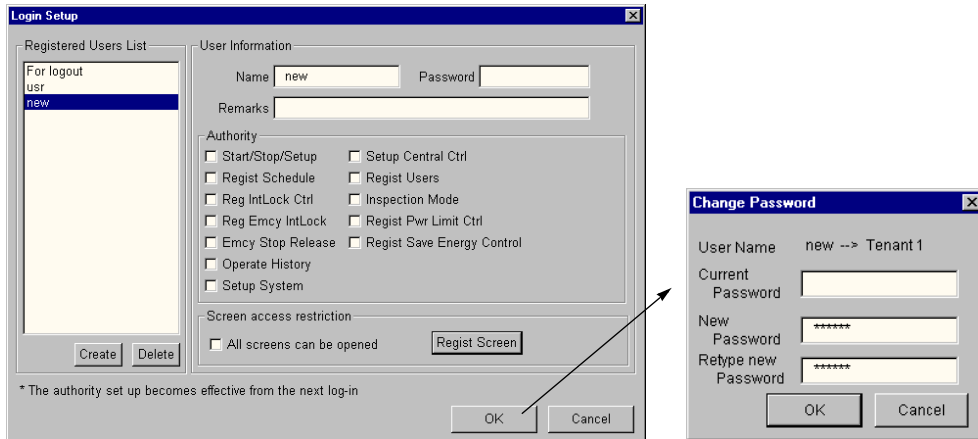 Login Setup
Registered Users List
For logout
usr
new
Create
Delete
User Information
Name
new
Password
Remarks
Authority
Start/Stop/Setup
Setup Central Ctrl
Regist Schedule
Regist Users
Reg IntLock Ctrl
Inspection Mode
Reg Emcy IntLock
Regist Pwr Limit Ctrl
Emcy Stop Release
Regist Save Energy Control
Operate History
Setup System
Screen access restriction
All screens can be opened
Regist Screen
* The authority set up becomes effective from the next log-in
OK
Cancel
Change Password
User Name
new --> Tenant 1
Current
Password
New
Password
******
Retype new
Password
******
OK
Cancel